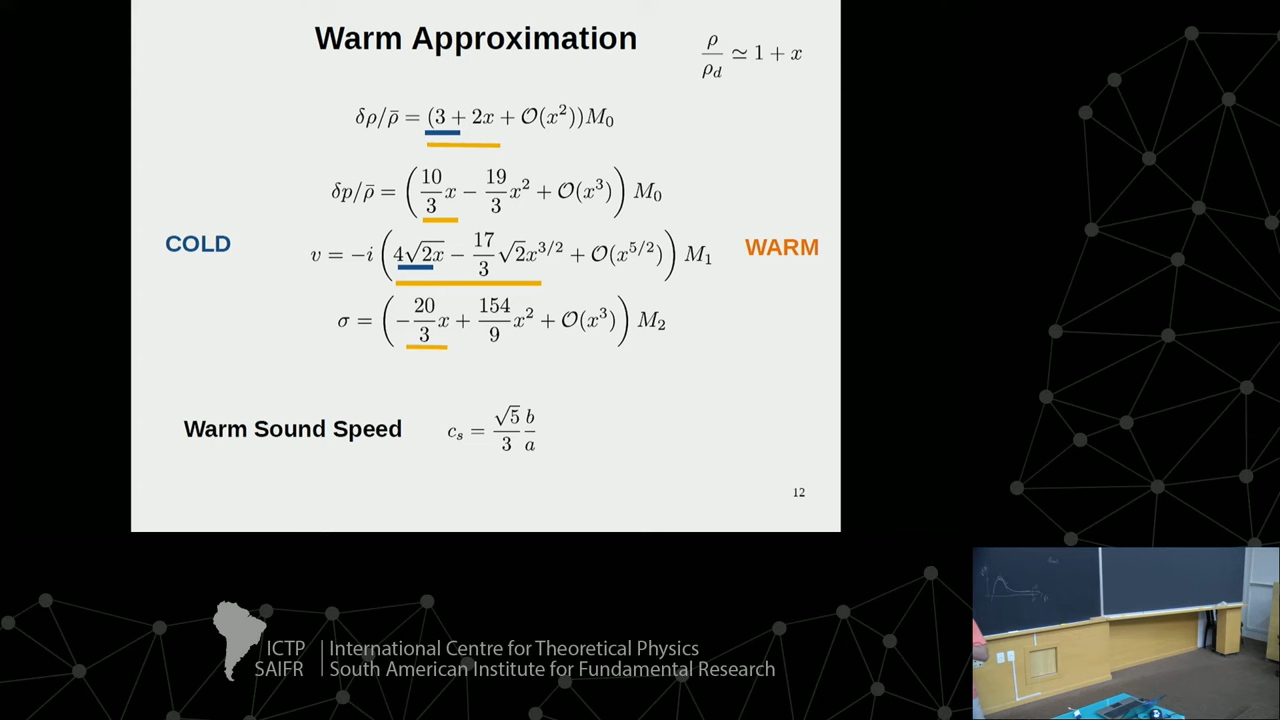 Warm Approximation
ρ/ρ_d ≃ 1 + x
δρ/ρ̄ = (3 + 2x + 𝒪(x²))M₀
δp/ρ̄ = (10/3 x − 19/3 x² + 𝒪(x³)) M₀
COLD
v = −i (4√2x − 17/3 √2x^{3/2} + 𝒪(x^{5/2})) M₁
WARM
σ = (−20/3 x + 154/9 x² + 𝒪(x³)) M₂
Warm Sound Speed c_s = √5/3 b/a
12
ICTP | International Centre for Theoretical Physics
SAIFR | South American Institute for Fundamental Research